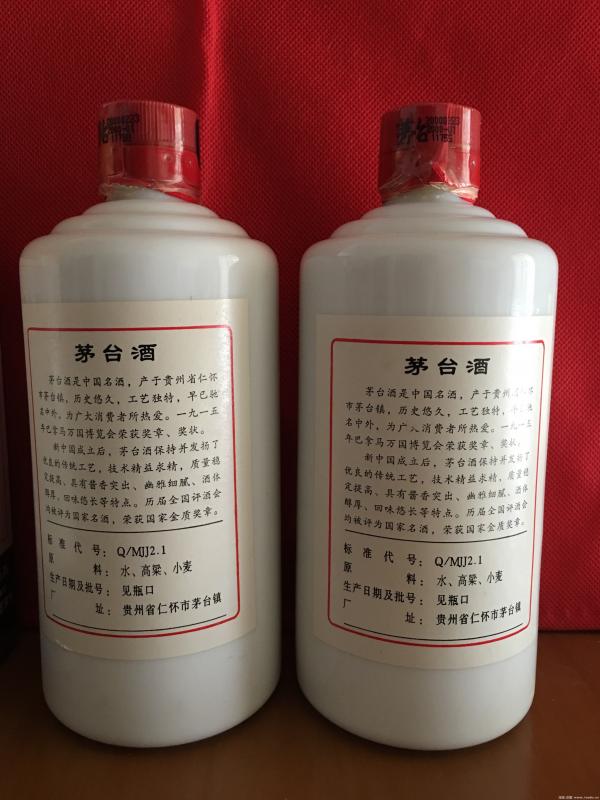 茅台
20000223
2000-01
11755
茅台酒
茅台酒是中国名酒，产于贵州省仁怀
市茅台镇，历史悠久，工艺独特，早已驰
名中外，为广大消费者所热爱。一九一五
年巴拿马万国博览会荣获奖章、奖状。
新中国成立后，茅台酒保持并发扬了
优良的传统工艺，技术精益求精，质量稳
定提高、具有酱香突出、幽雅细腻、酒体
醇厚、回味悠长等特点。历届全国评酒会
均被评为国家名酒，荣获国家金质奖章。
标准代号：Q/MJJ2.1
原料：水、高粱、小麦
生产日期及批号：见瓶口
厂址：贵州省仁怀市茅台镇
茅台
11755
茅台酒
茅台酒是中国名酒，产于贵州省仁怀
市茅台镇，历史悠久，工艺独特，早已驰
名中外，为广大消费者所热爱。一九一五
年巴拿马万国博览会荣获奖章、奖状。
新中国成立后，茅台酒保持并发扬了
优良的传统工艺，技术精益求精，质量稳
定提高、具有酱香突出、幽雅细腻、酒体
醇厚、回味悠长等特点。历届全国评酒会
均被评为国家名酒，荣获国家金质奖章。
标准代号：Q/MJJ2.1
原料：水、高粱、小麦
生产日期及批号：见瓶口
厂址：贵州省仁怀市茅台镇